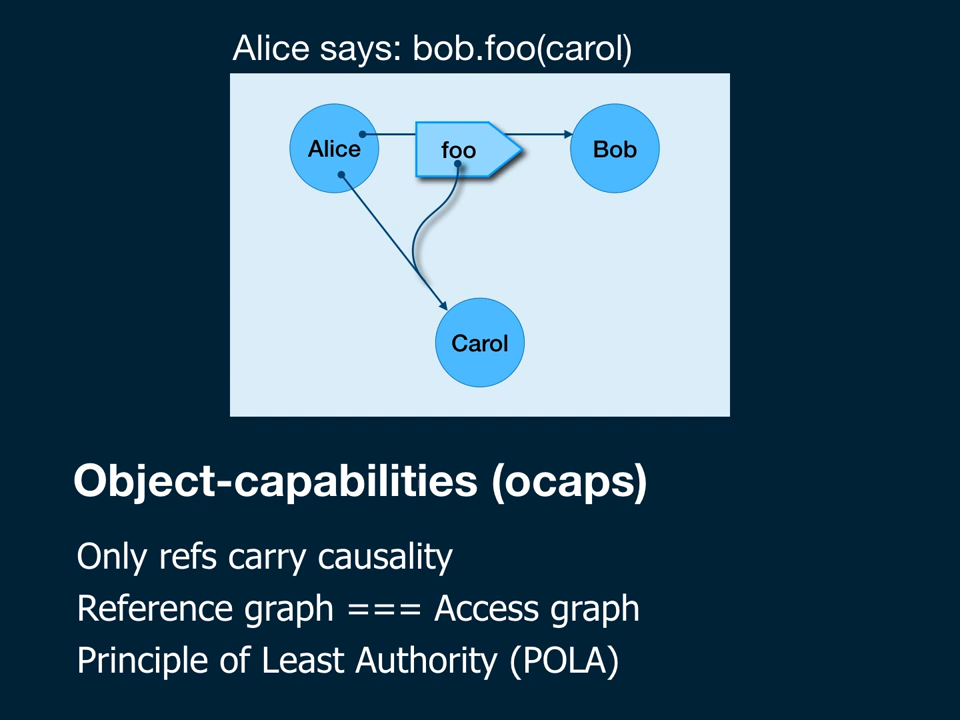 Alice says: bob.foo(carol)
Alice
foo
Bob
Carol
Object-capabilities (ocaps)
Only refs carry causality
Reference graph === Access graph
Principle of Least Authority (POLA)